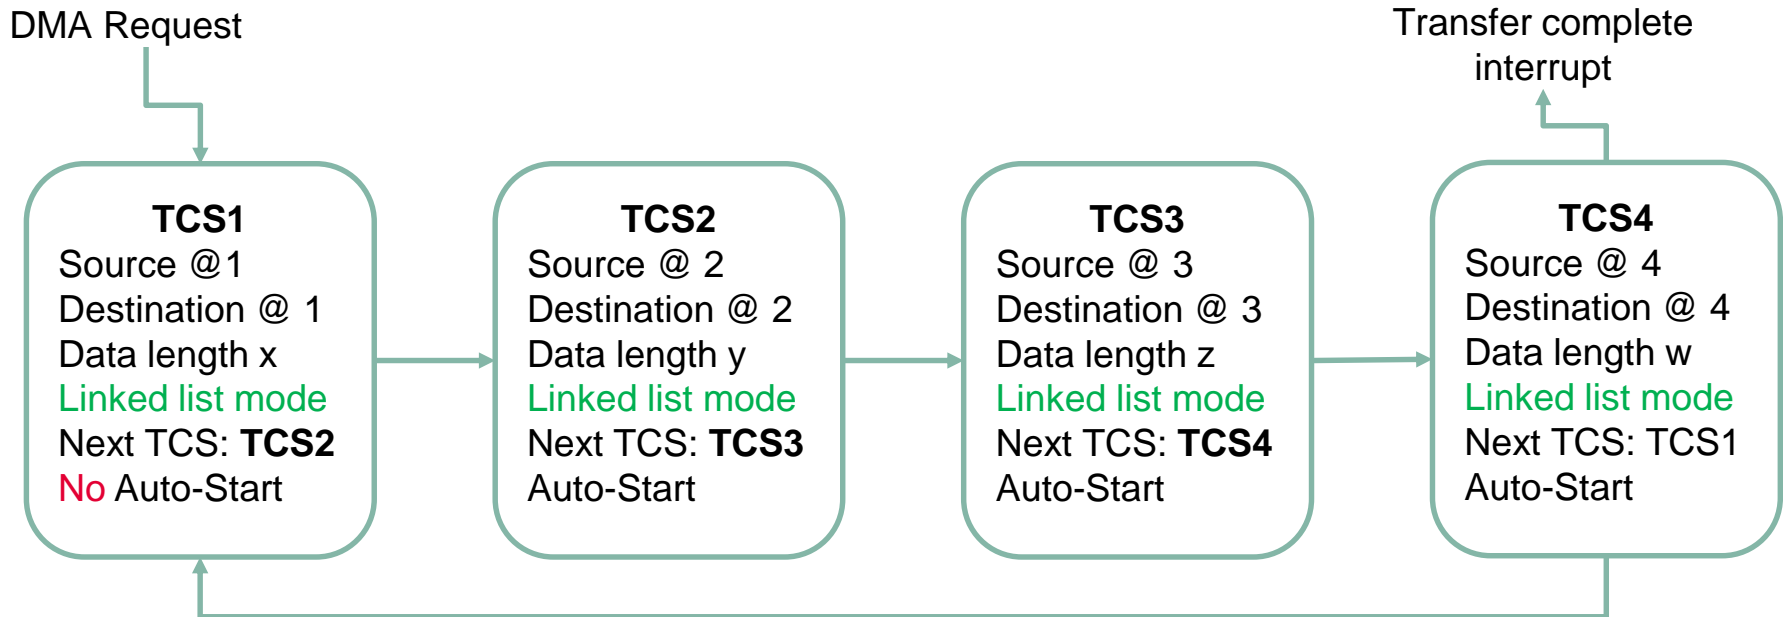 DMA Request
Transfer complete
interrupt
TCS1
Source @1
Destination @ 1
Data length x
Linked list mode
Next TCS: TCS2
No Auto-Start
TCS2
Source @ 2
Destination @ 2
Data length y
Linked list mode
Next TCS: TCS3
Auto-Start
TCS3
Source @ 3
Destination @ 3
Data length z
Linked list mode
Next TCS: TCS4
Auto-Start
TCS4
Source @ 4
Destination @ 4
Data length w
Linked list mode
Next TCS: TCS1
Auto-Start